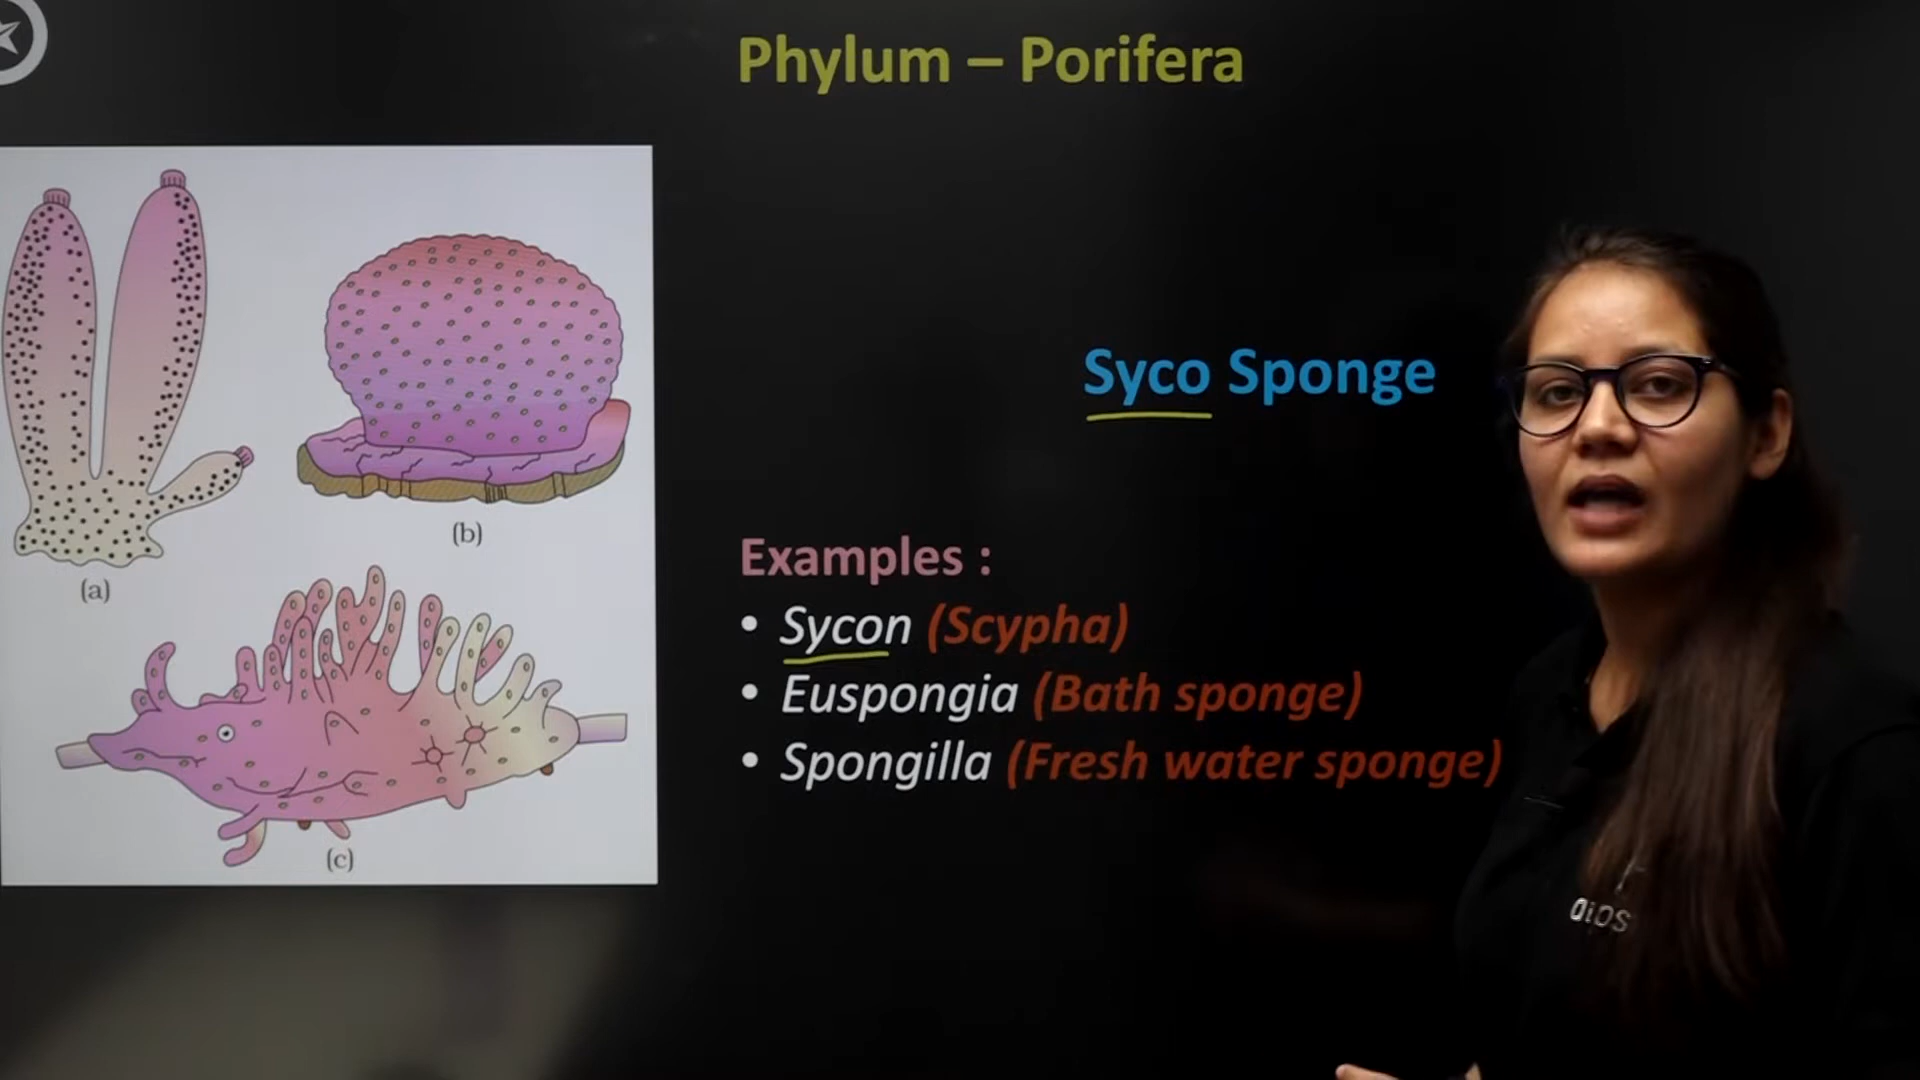 Phylum – Porifera
(a)
(b)
(c)
Syco Sponge
Examples :
• Sycon (Scypha)
• Euspongia (Bath sponge)
• Spongilla (Fresh water sponge)